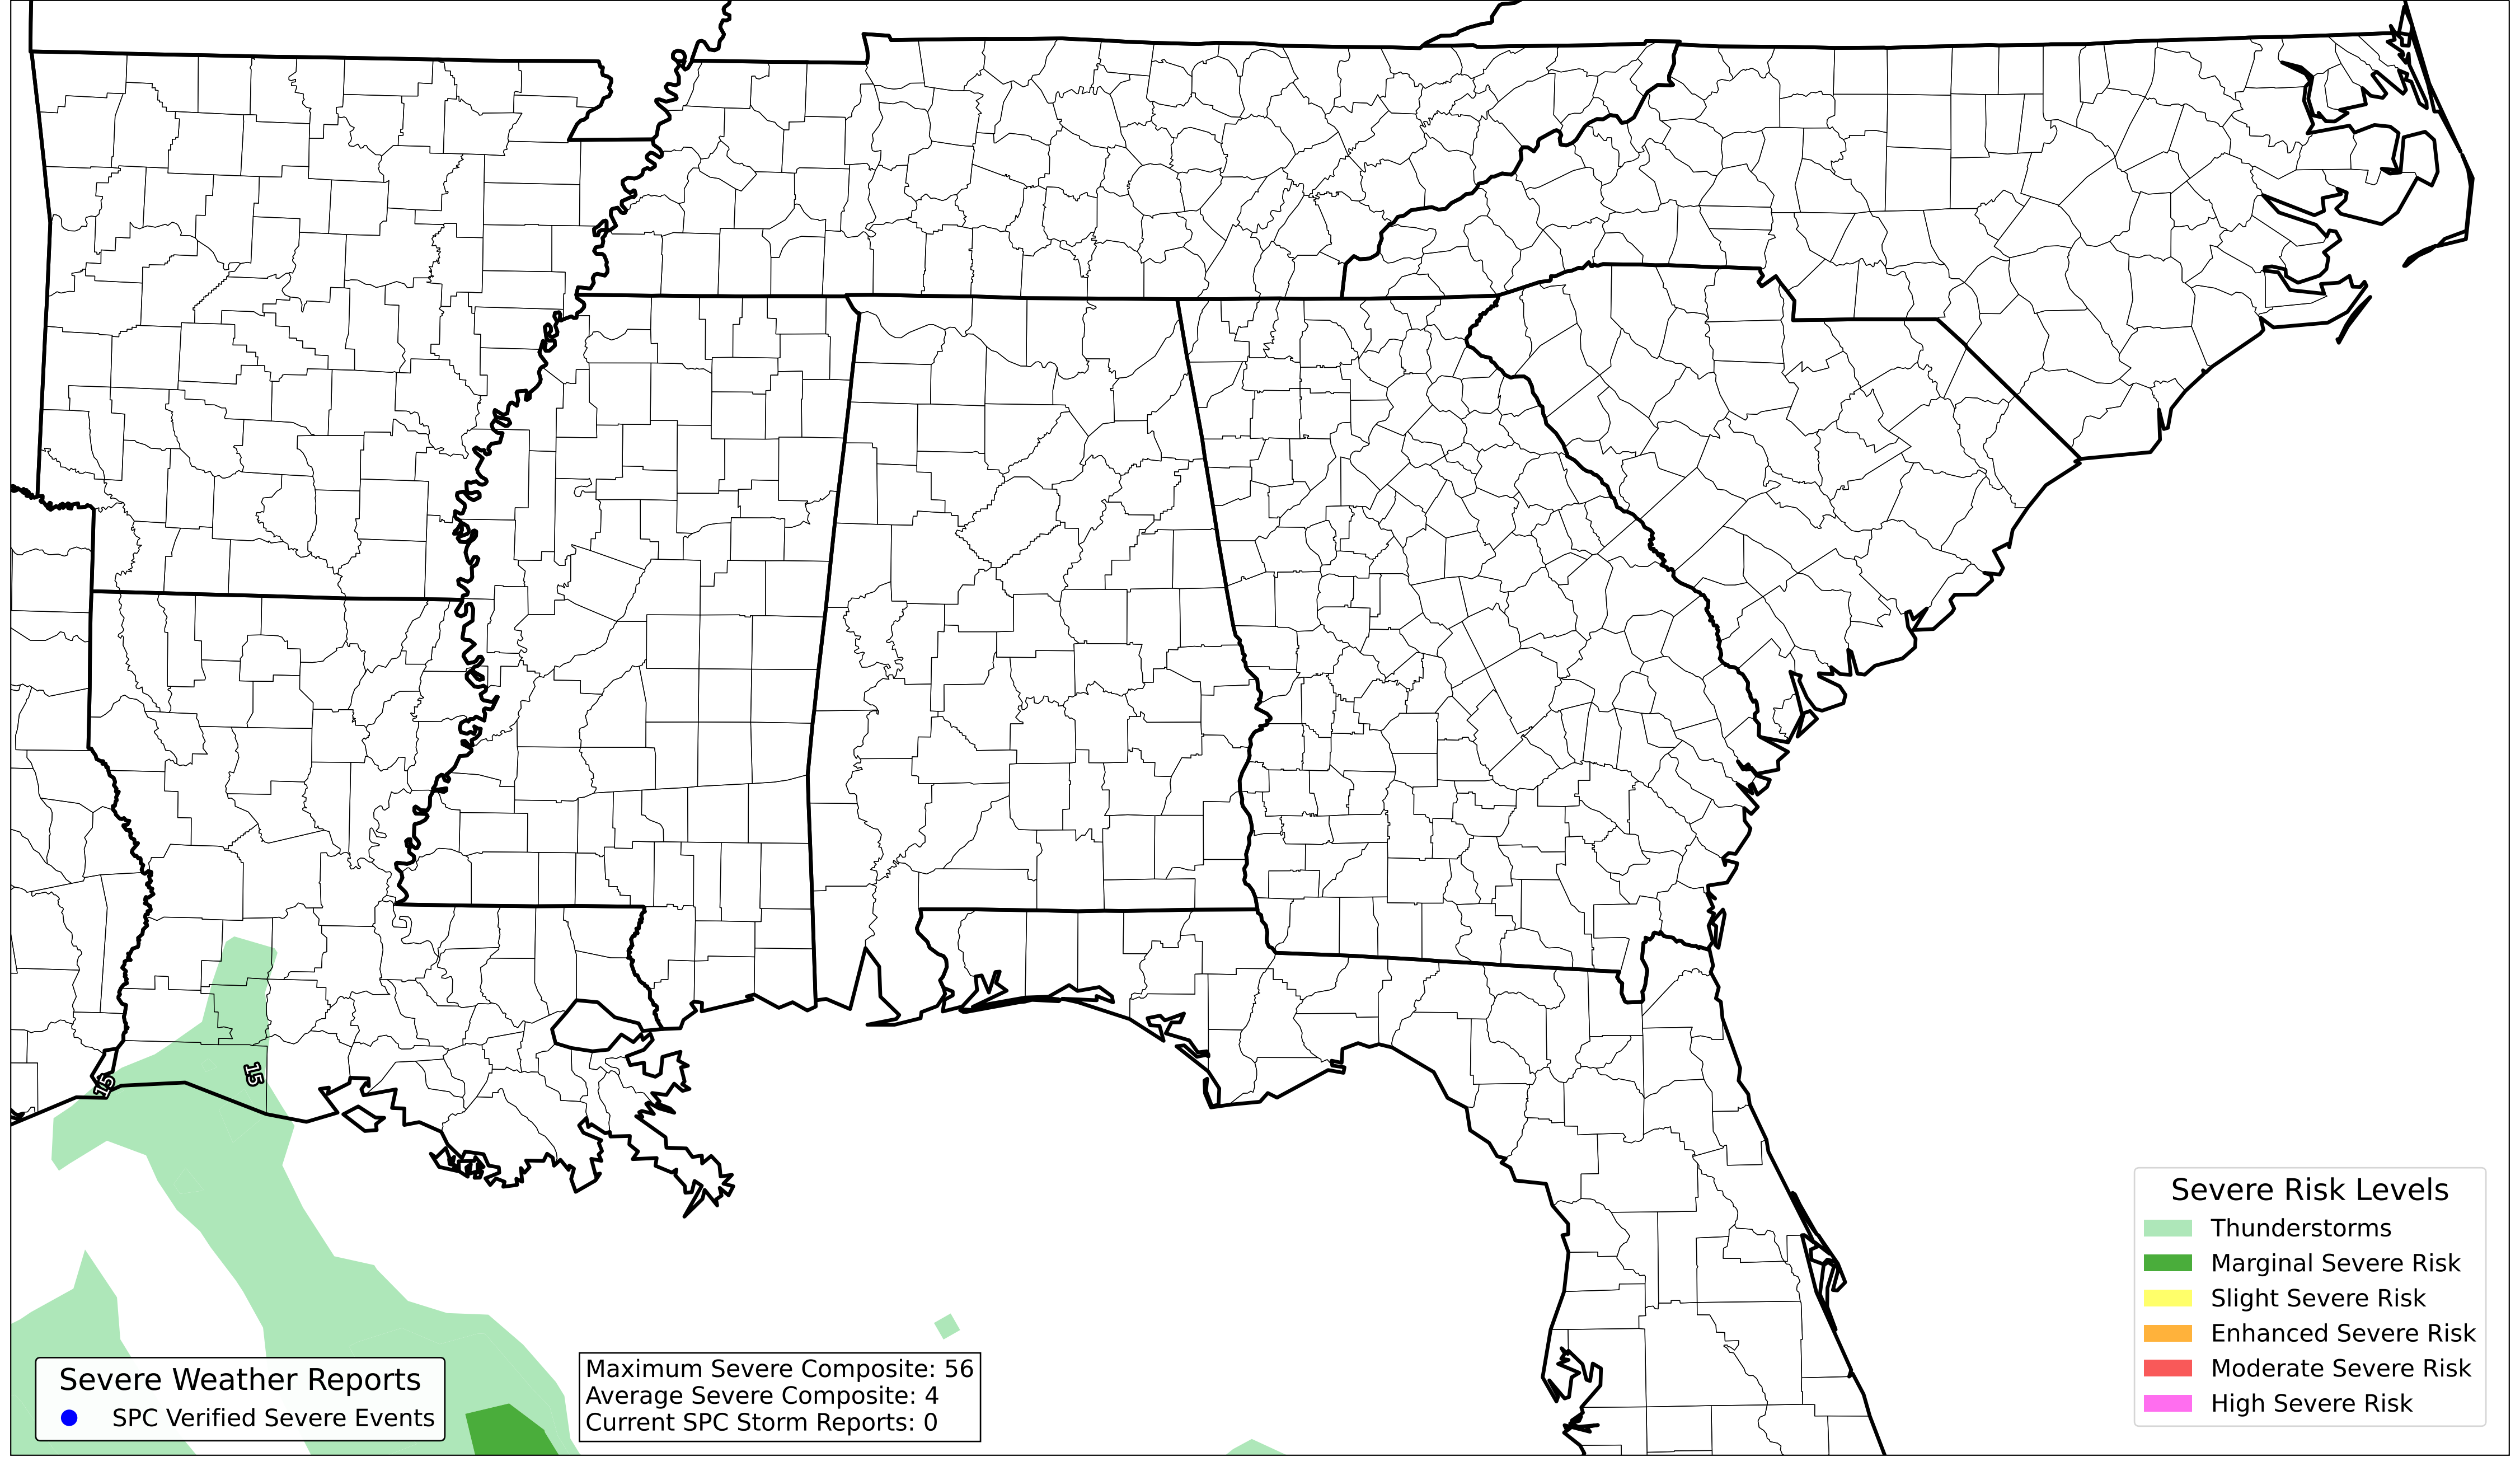 15
15
Severe Weather Reports
SPC Verified Severe Events
Maximum Severe Composite: 56
Average Severe Composite: 4
Current SPC Storm Reports: 0
Severe Risk Levels
Thunderstorms
Marginal Severe Risk
Slight Severe Risk
Enhanced Severe Risk
Moderate Severe Risk
High Severe Risk